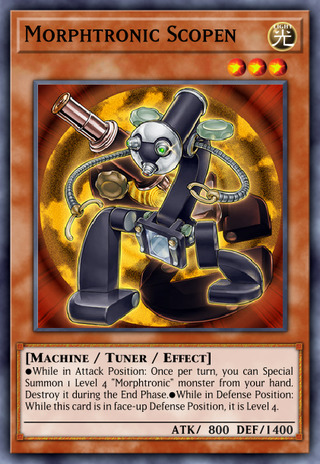 Morphtronic Scopen
LIGHT
光
[Machine / Tuner / Effect]
●While in Attack Position: Once per turn, you can Special
Summon 1 Level 4 "Morphtronic" monster from your hand.
Destroy it during the End Phase.●While in Defense Position:
While this card is in face-up Defense Position, it is Level 4.
ATK/ 800 DEF/1400